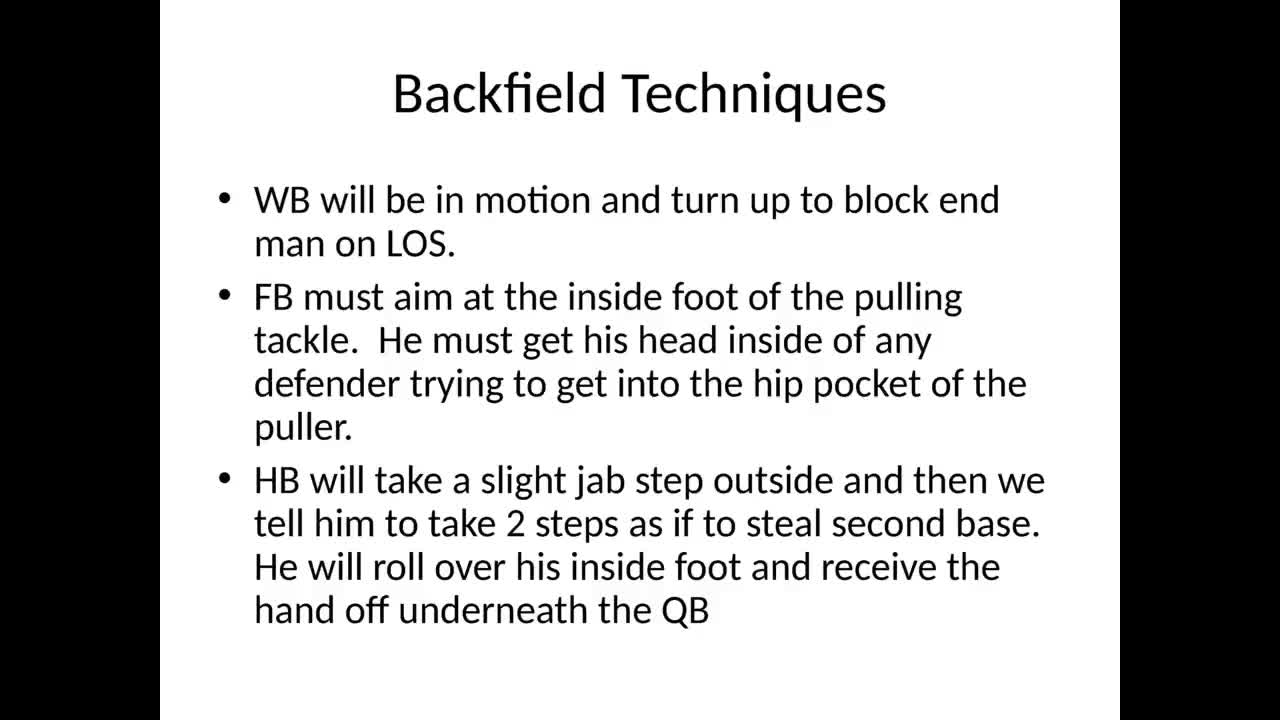 Backfield Techniques
• WB will be in motion and turn up to block end
man on LOS.
• FB must aim at the inside foot of the pulling
tackle.  He must get his head inside of any
defender trying to get into the hip pocket of the
puller.
• HB will take a slight jab step outside and then we
tell him to take 2 steps as if to steal second base.
He will roll over his inside foot and receive the
hand off underneath the QB